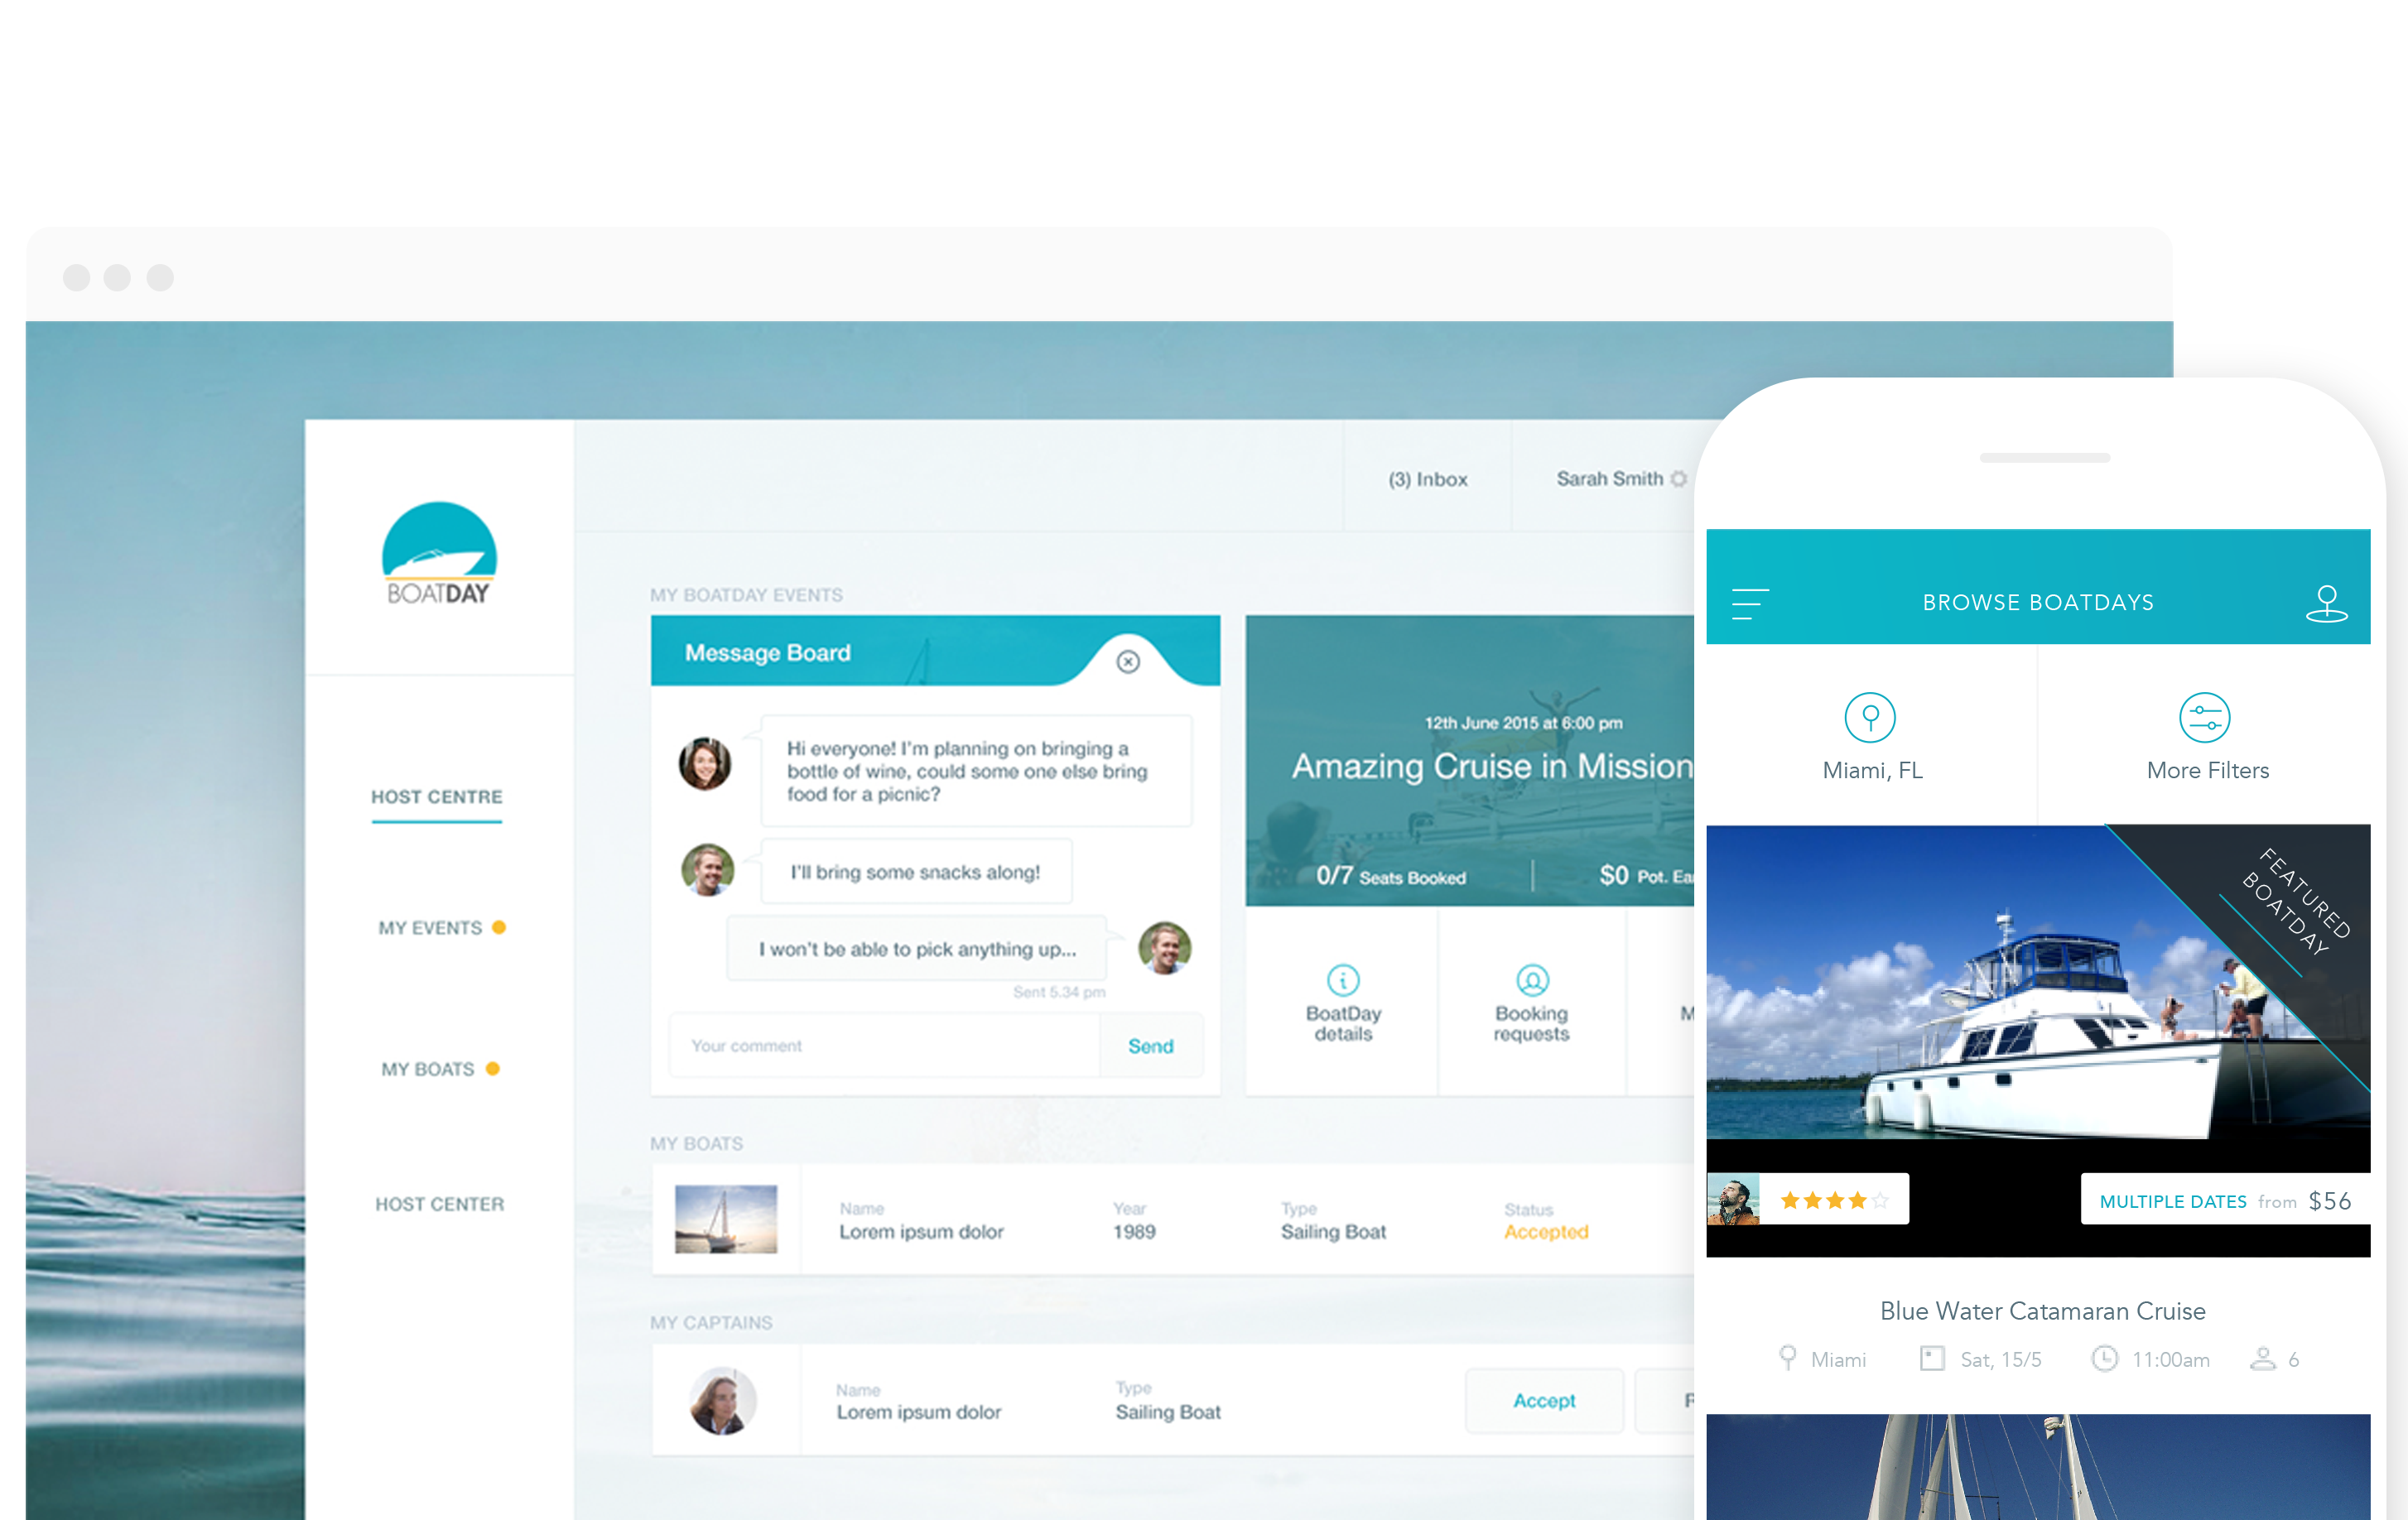 BOATDAY
HOST CENTRE
MY EVENTS
MY BOATS
HOST CENTER
(3) Inbox
Sarah Smith
MY BOATDAY EVENTS
Message Board
Hi everyone! I'm planning on bringing a
bottle of wine, could some one else bring
food for a picnic?
I'll bring some snacks along!
I won't be able to pick anything up...
Sent 5.34 pm
Your comment
Send
12th June 2015 at 6:00 pm
Amazing Cruise in Mission
0/7 Seats Booked
$0 Pot.
BoatDay
details
Booking
requests
MY BOATS
Name
Lorem ipsum dolor
Year
1989
Type
Sailing Boat
Status
Accepted
MY CAPTAINS
Name
Lorem ipsum dolor
Type
Sailing Boat
Accept
BROWSE BOATDAYS
Miami, FL
More Filters
FEATURED
BOATDAY
MULTIPLE DATES from $56
Blue Water Catamaran Cruise
Miami
Sat, 15/5
11:00am
6